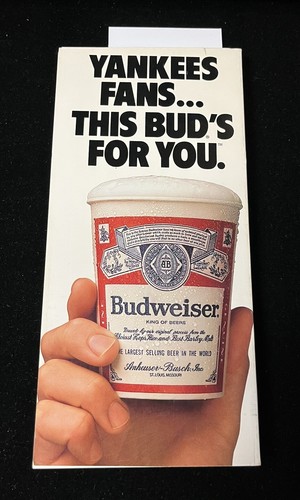 YANKEES
FANS...
THIS BUD'S
FOR YOU.
Budweiser
KING OF BEERS
Brewed by our original process from the
Choicest Hops, Rice and Best Barley Malt
THE LARGEST SELLING BEER IN THE WORLD
Anheuser-Busch, Inc.
ST. LOUIS, MISSOURI